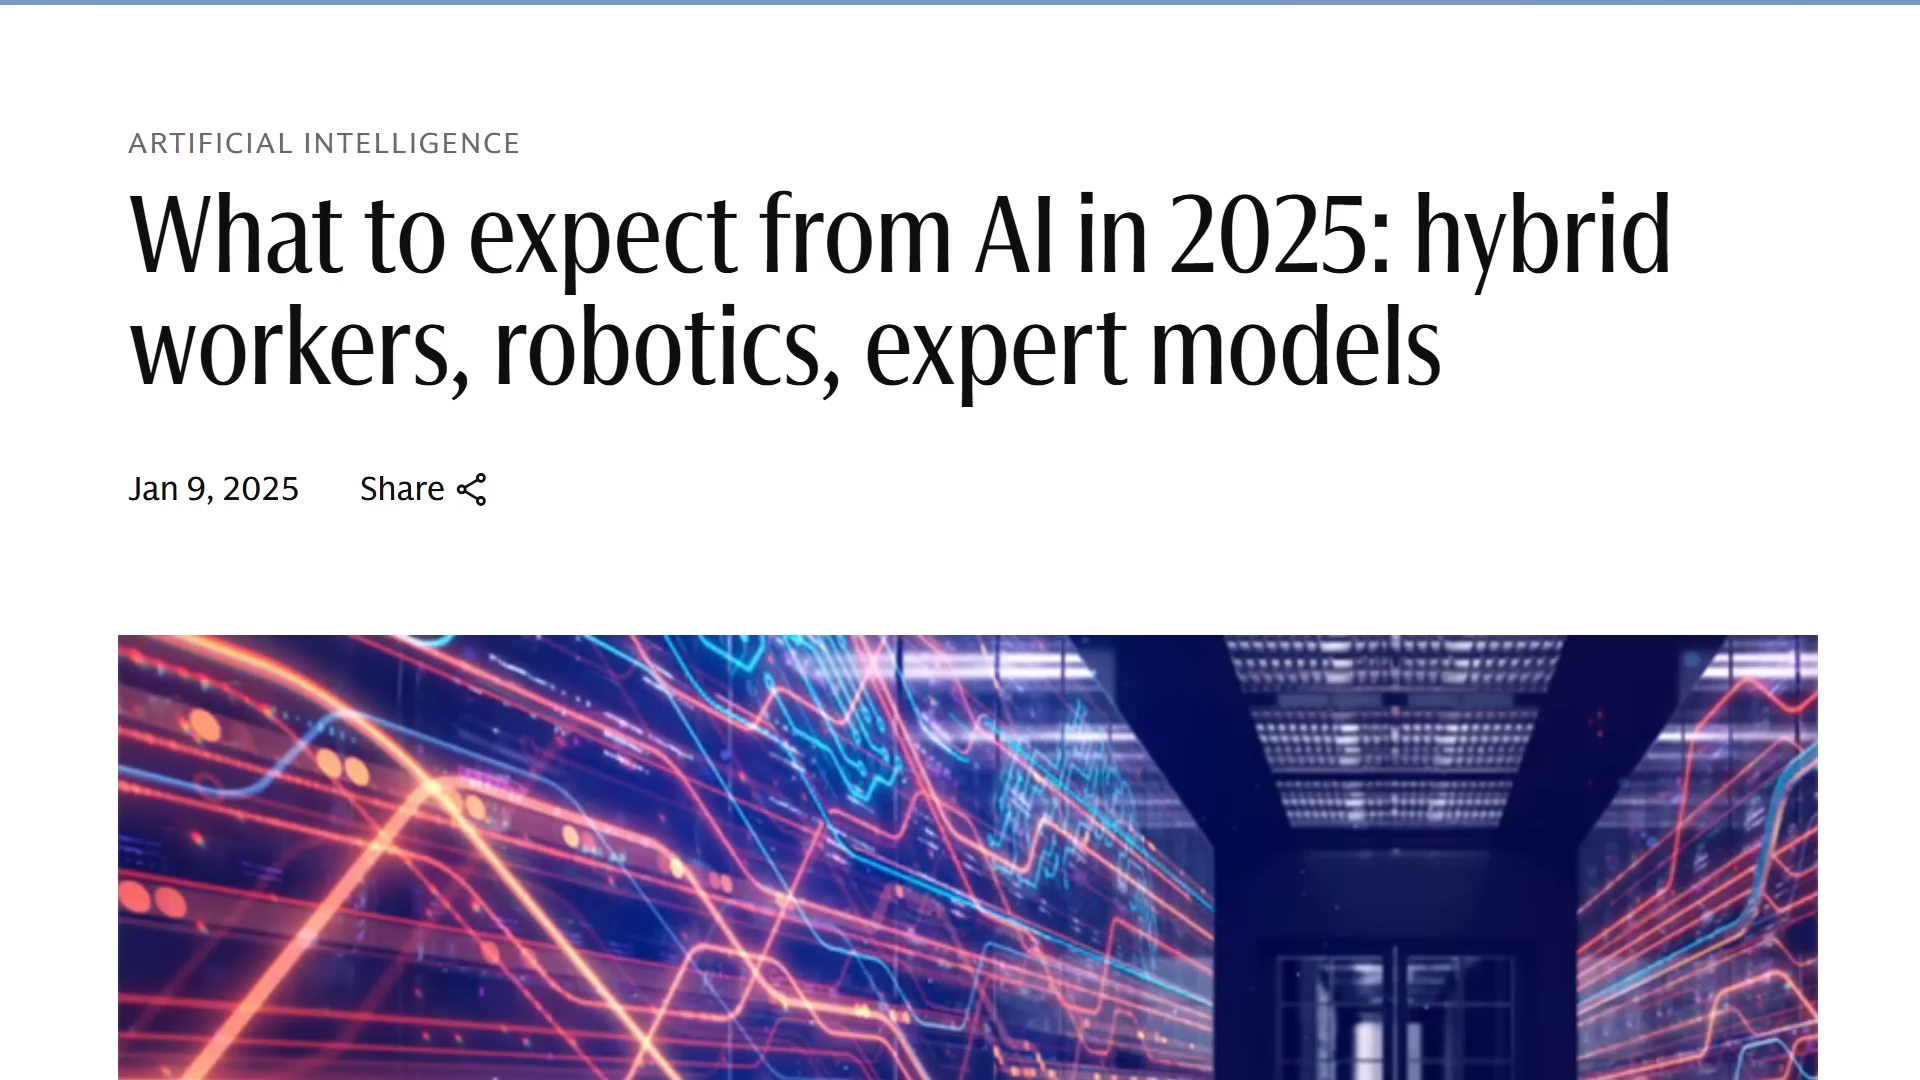 ARTIFICIAL INTELLIGENCE
What to expect from AI in 2025: hybrid
workers, robotics, expert models
Jan 9, 2025 Share